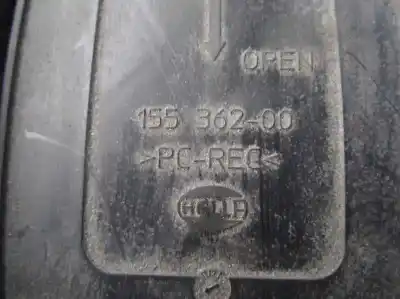 OPEN
155 362-00
>PC-REC<
HELLA